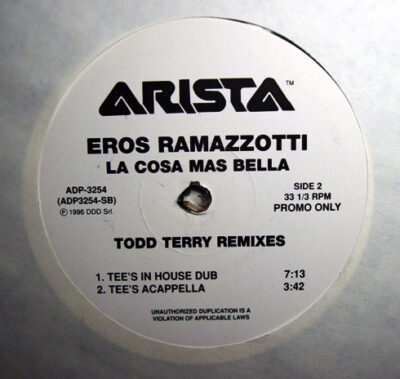 ARISTA™
EROS RAMAZZOTTI
LA COSA MAS BELLA
ADP-3254
(ADP3254-SB)
℗ 1996 DDD Srl.
SIDE 2
33 1/3 RPM
PROMO ONLY
TODD TERRY REMIXES
1. TEE'S IN HOUSE DUB 7:13
2. TEE'S ACAPPELLA 3:42
UNAUTHORIZED DUPLICATION IS A
VIOLATION OF APPLICABLE LAWS